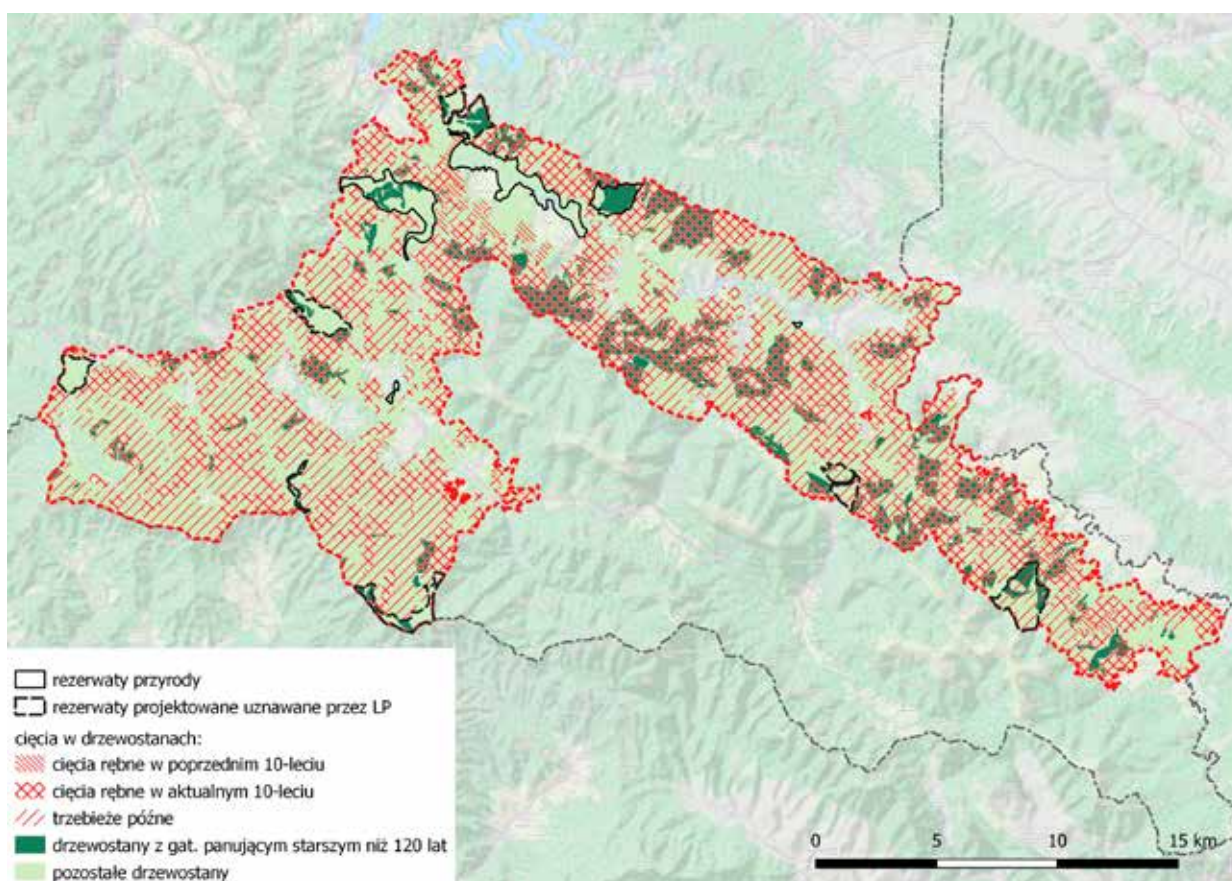 rezerwaty przyrody
rezerwaty projektowane uznawane przez LP
cięcia w drzewostanach:
cięcia rębne w poprzednim 10-leciu
cięcia rębne w aktualnym 10-leciu
trzebieże późne
drzewostany z gat. panującym starszym niż 120 lat
pozostałe drzewostany
0 5 10 15 km